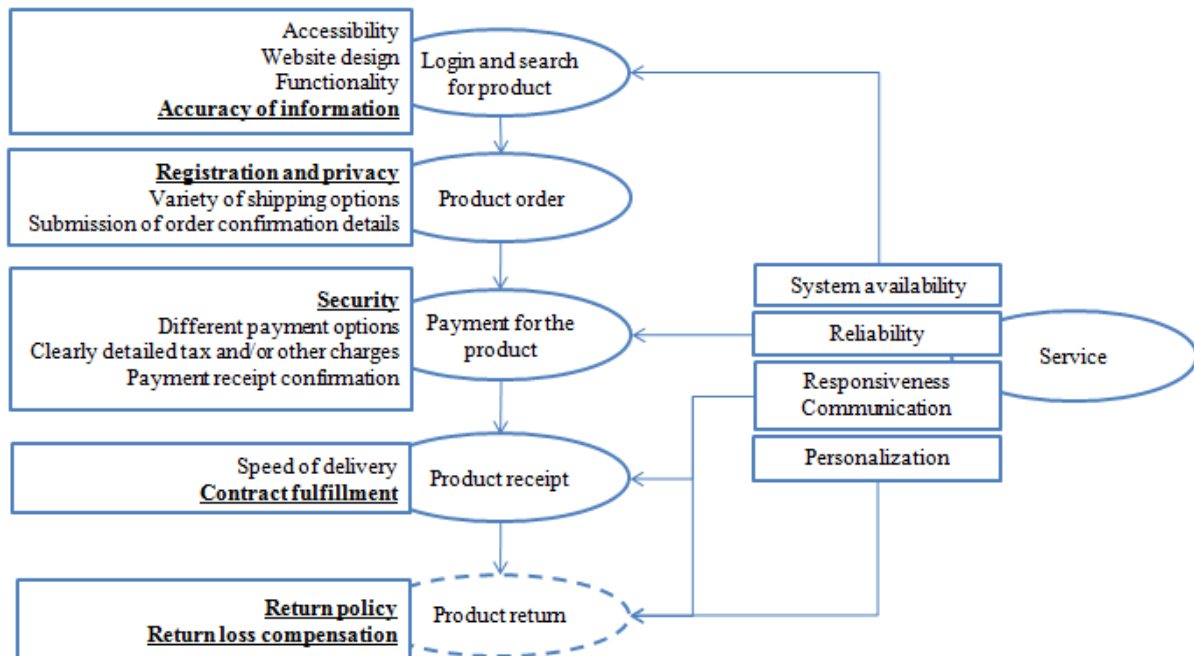 Accessibility
Website design
Functionality
Accuracy of information
Login and search
for product
Registration and privacy
Variety of shipping options
Submission of order confirmation details
Product order
Security
Different payment options
Clearly detailed tax and/or other charges
Payment receipt confirmation
Payment for the
product
Speed of delivery
Contract fulfillment
Product receipt
Return policy
Return loss compensation
Product return
System availability
Reliability
Responsiveness
Communication
Personalization
Service